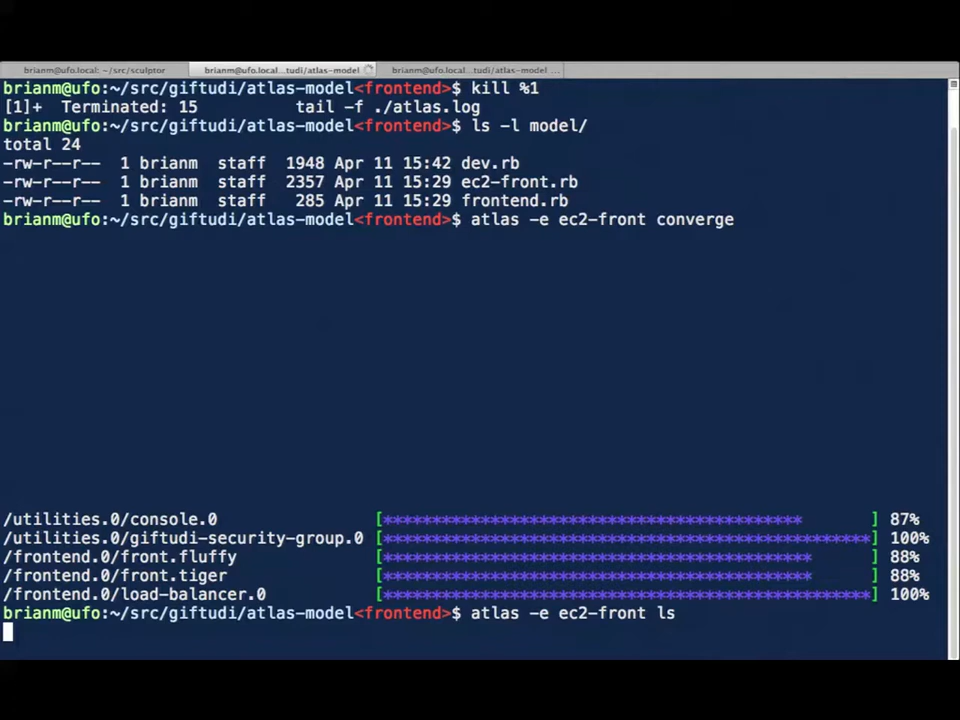 brianm@ufo.local: ~/src/sculptor
brianm@ufo.local...tudi/atlas-model
brianm@ufo.local...tudi/atlas-model ...
brianm@ufo:~/src/giftudi/atlas-model<frontend>$ kill %1
[1]+  Terminated: 15          tail -f ./atlas.log
brianm@ufo:~/src/giftudi/atlas-model<frontend>$ ls -l model/
total 24
-rw-r--r--  1 brianm  staff  1948 Apr 11 15:42 dev.rb
-rw-r--r--  1 brianm  staff  2357 Apr 11 15:29 ec2-front.rb
-rw-r--r--  1 brianm  staff   285 Apr 11 15:29 frontend.rb
brianm@ufo:~/src/giftudi/atlas-model<frontend>$ atlas -e ec2-front converge
/utilities.0/console.0                [*******************************************       ] 87%
/utilities.0/giftudi-security-group.0 [**************************************************] 100%
/frontend.0/front.fluffy              [********************************************      ] 88%
/frontend.0/front.tiger               [********************************************      ] 88%
/frontend.0/load-balancer.0           [**************************************************] 100%
brianm@ufo:~/src/giftudi/atlas-model<frontend>$ atlas -e ec2-front ls